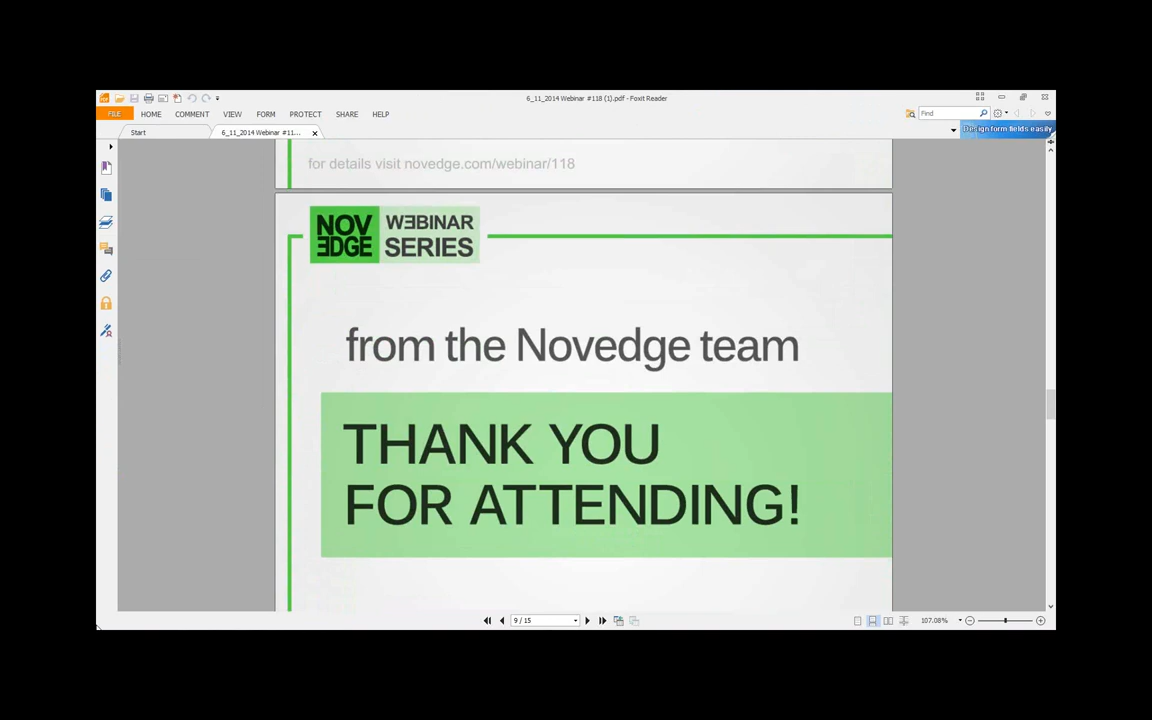 6_11_2014 Webinar #118 (1).pdf - Foxit Reader
FILE HOME COMMENT VIEW FORM PROTECT SHARE HELP
Find
Start
6_11_2014 Webinar #11...
Design form fields easily
for details visit novedge.com/webinar/118
NOV
ƎDGE
WƎBINAR
SERIES
from the Novedge team
THANK YOU
FOR ATTENDING!
9 / 15
107.08%